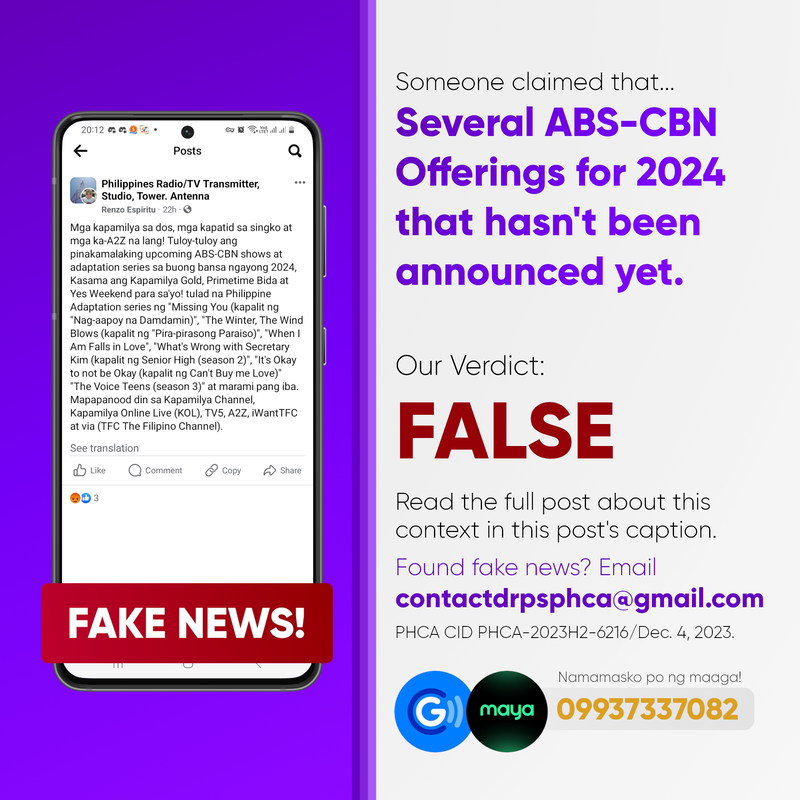 20:12
Posts
Philippines Radio/TV Transmitter,
Studio, Tower. Antenna
Renzo Espiritu · 22h ·
Mga kapamilya sa dos, mga kapatid sa singko at
mga ka-A2Z na lang! Tuloy-tuloy ang
pinakamalaking upcoming ABS-CBN shows at
adaptation series sa buong bansa ngayong 2024,
Kasama ang Kapamilya Gold, Primetime Bida at
Yes Weekend para sa'yo! tulad na Philippine
Adaptation series ng "Missing You (kapalit ng
"Nag-aapoy na Damdamin)", "The Winter, The Wind
Blows (kapalit ng "Pira-pirasong Paraiso)", "When I
Am Falls in Love", "What's Wrong with Secretary
Kim (kapalit ng Senior High (season 2)", "It's Okay
to not be Okay (kapalit ng Can't Buy me Love)"
"The Voice Teens (season 3)" at marami pang iba.
Mapapanood din sa Kapamilya Channel,
Kapamilya Online Live (KOL), TV5, A2Z, iWantTFC
at via (TFC The Filipino Channel).
See translation
Like Comment Copy Share
3
FAKE NEWS!
Someone claimed that...
Several ABS-CBN
Offerings for 2024
that hasn't been
announced yet.
Our Verdict:
FALSE
Read the full post about this
context in this post's caption.
Found fake news? Email
contactdrpsphca@gmail.com
PHCA CID PHCA-2023H2-6216/Dec. 4, 2023.
Namamasko po ng maaga!
G maya 09937337082